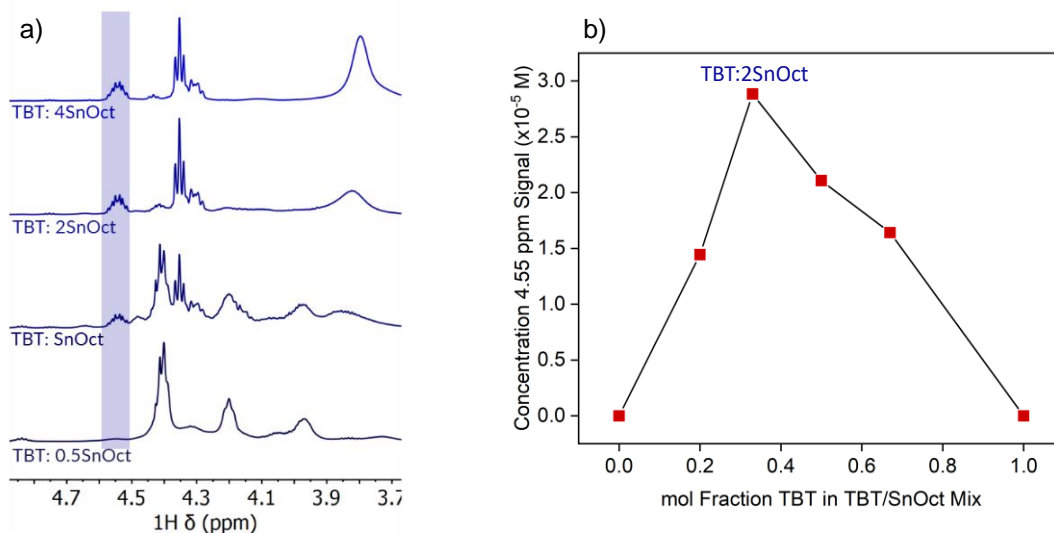 a)
TBT: 4SnOct
TBT: 2SnOct
TBT: SnOct
TBT: 0.5SnOct
4.7 4.5 4.3 4.1 3.9 3.7
1H δ (ppm)
b)
TBT:2SnOct
Concentration 4.55 ppm Signal (x10⁻⁵ M)
3.0
2.5
2.0
1.5
1.0
0.5
0.0
0.0 0.2 0.4 0.6 0.8 1.0
mol Fraction TBT in TBT/SnOct Mix